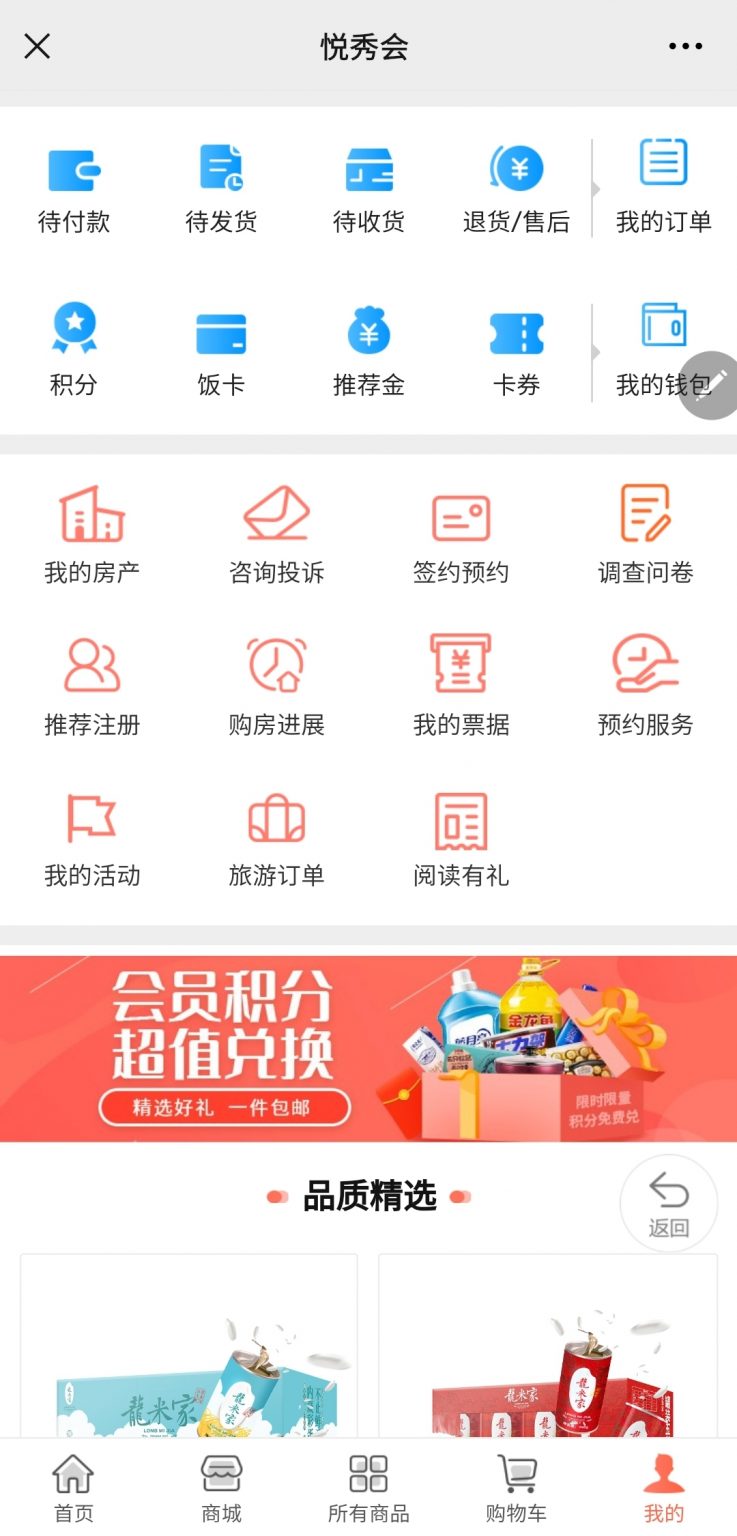 悦秀会
待付款
待发货
待收货
退货/售后
我的订单
积分
饭卡
推荐金
卡券
我的钱包
我的房产
咨询投诉
签约预约
调查问卷
推荐注册
购房进展
我的票据
预约服务
我的活动
旅游订单
阅读有礼
会员积分
超值兑换
精选好礼 一件包邮
金龙鱼
限时限量
积分免费兑
品质精选
返回
龍米家
LONG MI JIA
龍米家
龍米家
龍米家
首页
商城
所有商品
购物车
我的